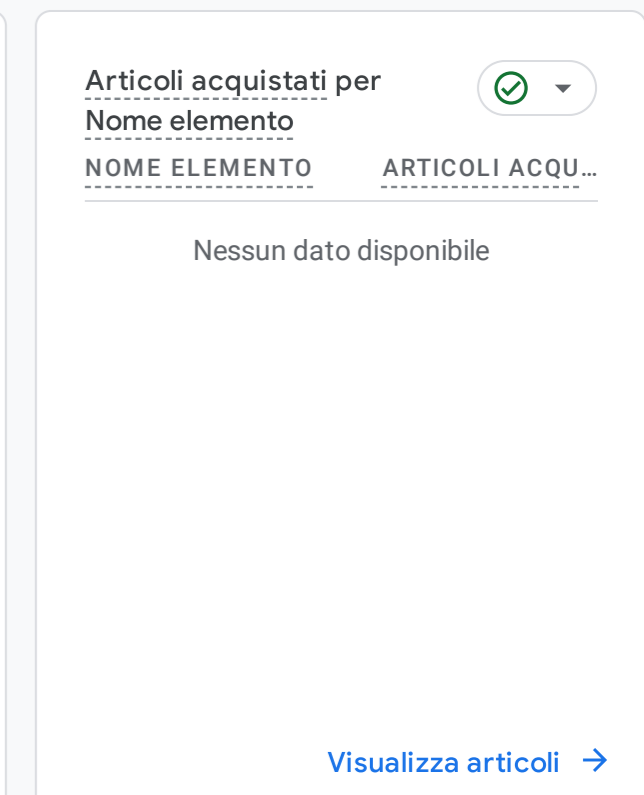 Articoli acquistati per
Nome elemento
NOME ELEMENTO ARTICOLI ACQU...
Nessun dato disponibile
Visualizza articoli